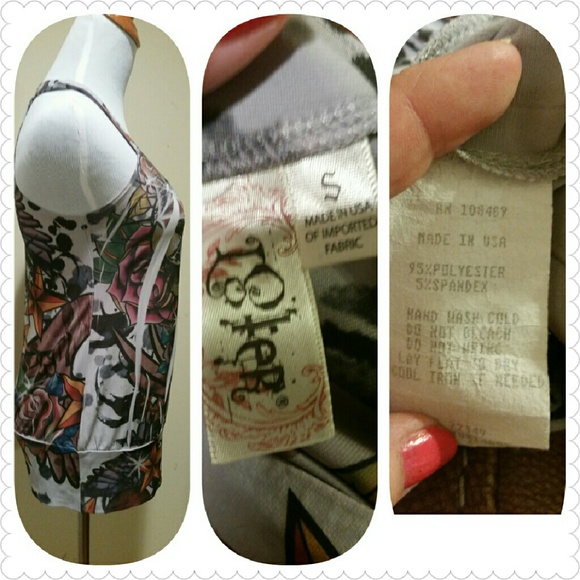 S
MADE IN USA
OF IMPORTED
FABRIC
RN 108467
MADE IN USA
95%POLYESTER
5%SPANDEX
HAND WASH COLD
DO NOT BLEACH
DO NOT WRING
LAY FLAT TO DRY
COOL IRON IF NEEDED